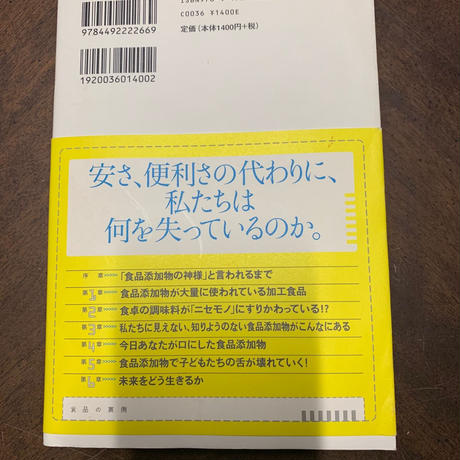 9784492222669
1920036014002
C0036 ¥1400E
定価(本体1400円+税)
安さ、便利さの代わりに、
私たちは
何を失っているのか。
序 章>>>>> 「食品添加物の神様」と言われるまで
第1章>>>>> 食品添加物が大量に使われている加工食品
第2章>>>>> 食卓の調味料が「ニセモノ」にすりかわっている!?
第3章>>>>> 私たちに見えない、知りようのない食品添加物がこんなにある
第4章>>>>> 今日あなたが口にした食品添加物
第5章>>>>> 食品添加物で子どもたちの舌が壊れていく!
第6章>>>>> 未来をどう生きるか
食品の裏側